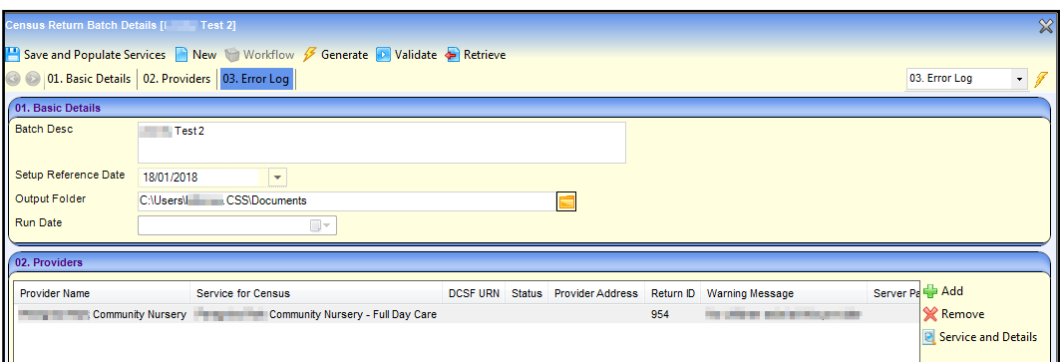 Census Return Batch Details [ Test 2]
Save and Populate Services New Workflow Generate Validate Retrieve
01. Basic Details 02. Providers 03. Error Log 03. Error Log
01. Basic Details
Batch Desc Test 2
Setup Reference Date 18/01/2018
Output Folder C:\Users\ CSS\Documents
Run Date
02. Providers
Provider Name Service for Census DCSF URN Status Provider Address Return ID Warning Message Server Pa Add
Community Nursery Community Nursery - Full Day Care 954 Remove
Service and Details